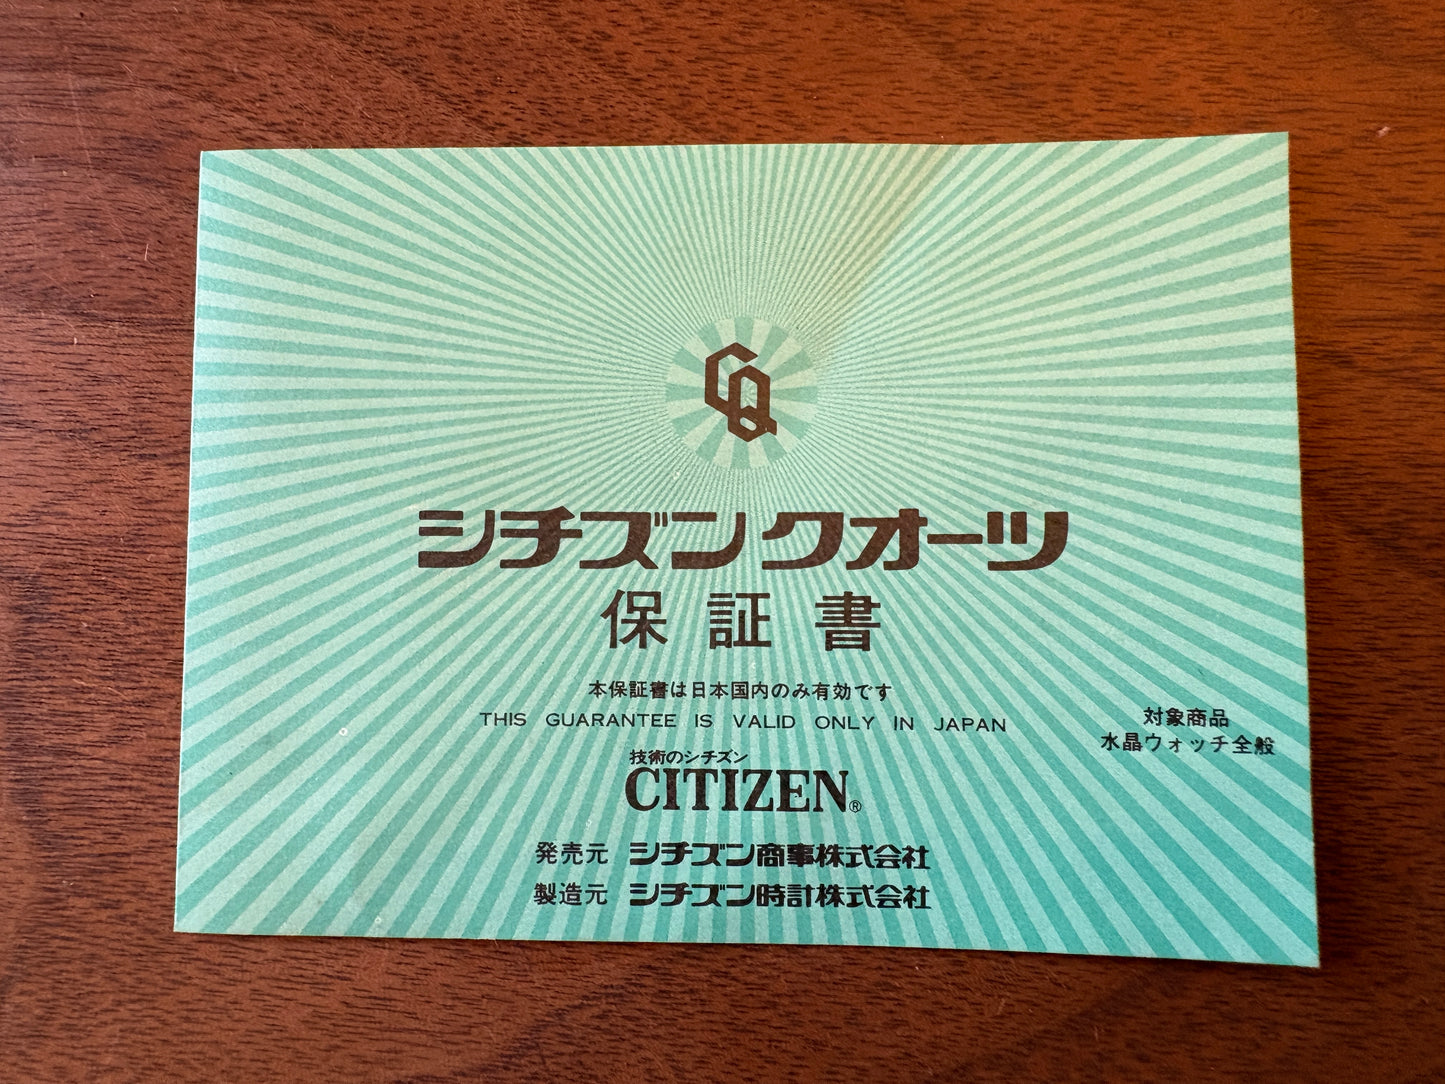 CQ
シチズン クオーツ
保証書
本保証書は日本国内のみ有効です
THIS GUARANTEE IS VALID ONLY IN JAPAN
対象商品
水晶ウォッチ全般
技術のシチズン
CITIZEN®
発売元 シチズン商事株式会社
製造元 シチズン時計株式会社